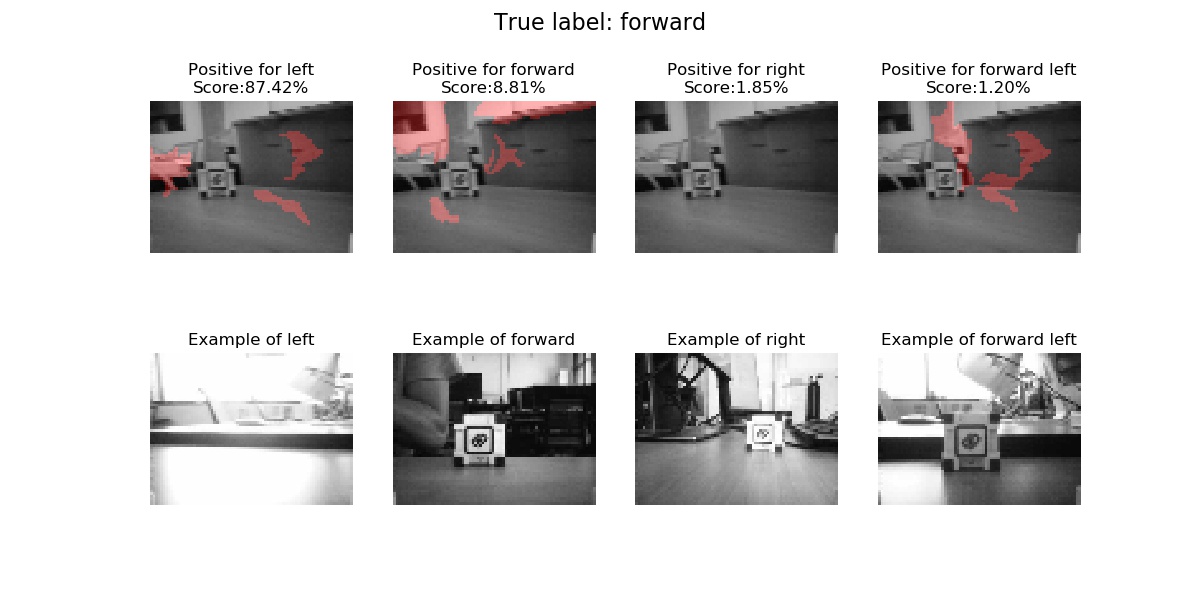 True label: forward
Positive for left
Score:87.42%
Positive for forward
Score:8.81%
Positive for right
Score:1.85%
Positive for forward left
Score:1.20%
Example of left
Example of forward
Example of right
Example of forward left